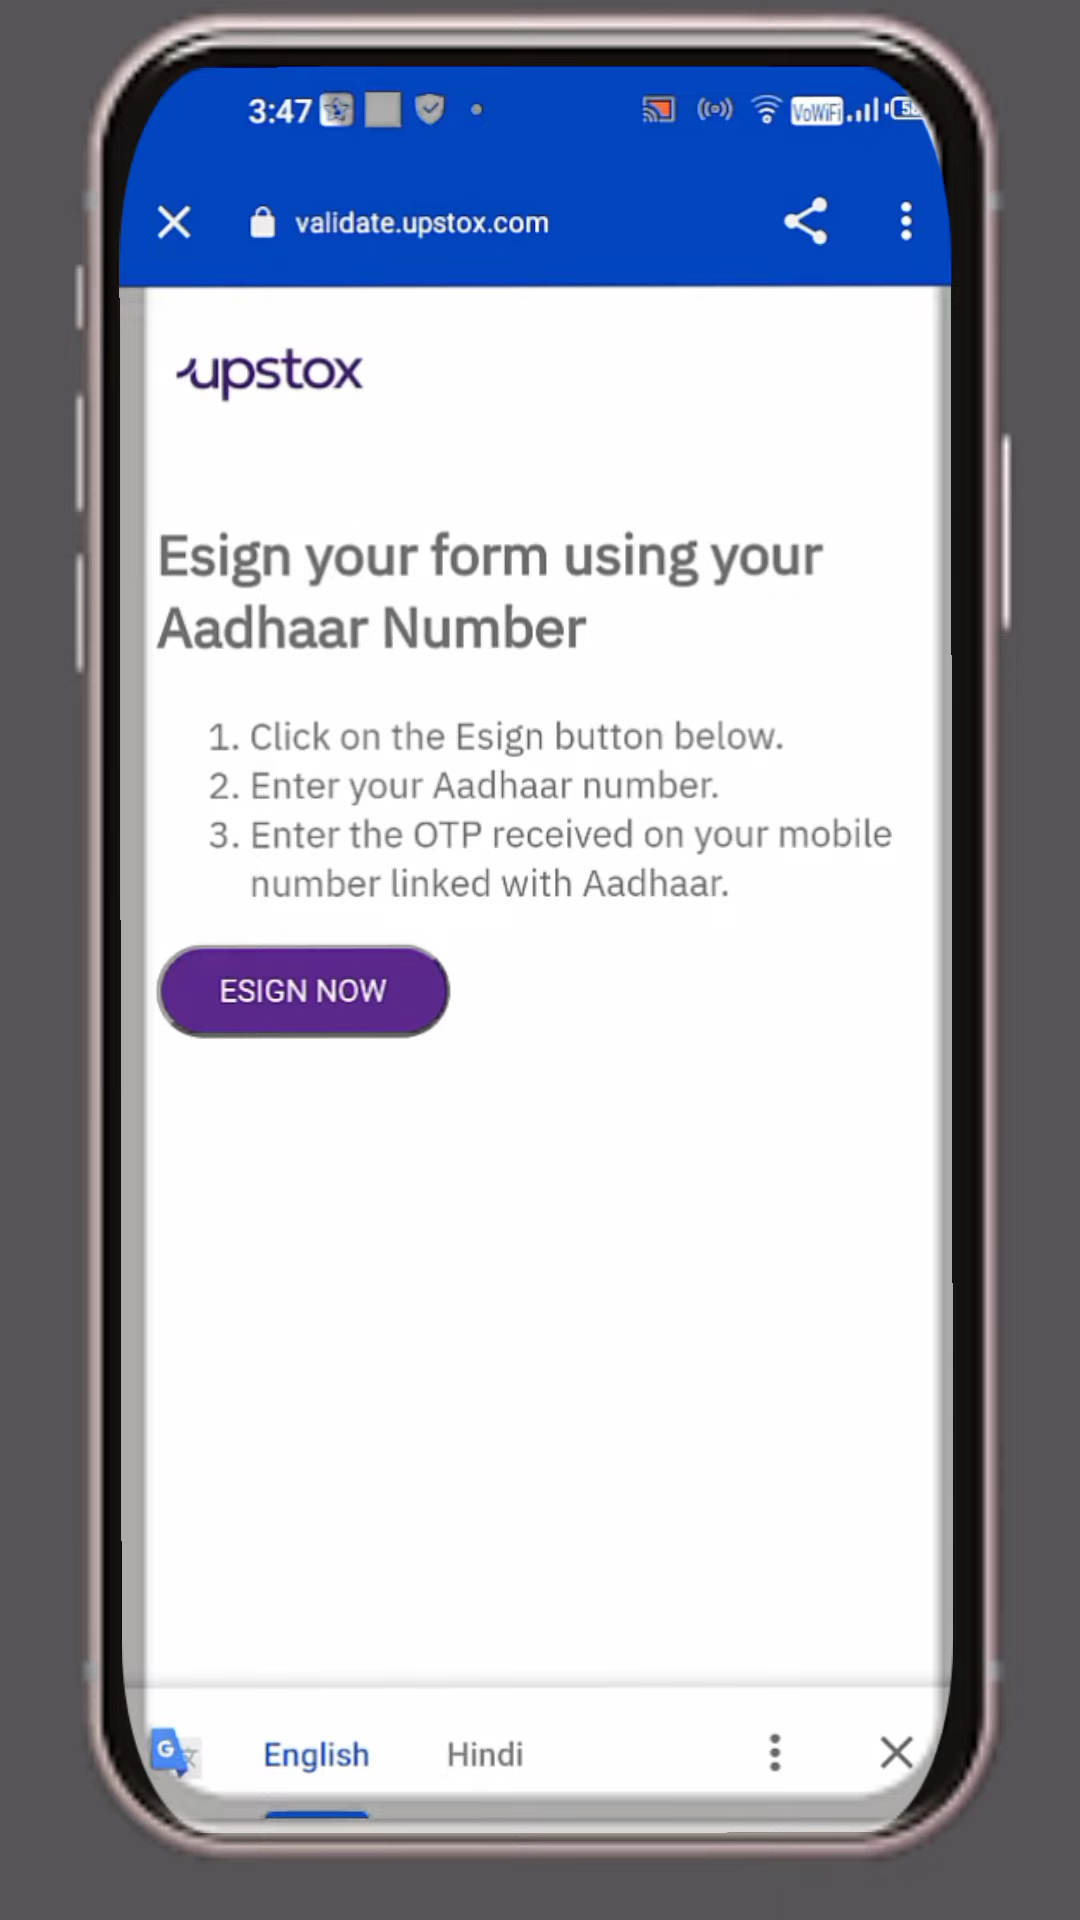 3:47
VoWiFi
58
validate.upstox.com
upstox
Esign your form using your
Aadhaar Number
1. Click on the Esign button below.
2. Enter your Aadhaar number.
3. Enter the OTP received on your mobile
number linked with Aadhaar.
ESIGN NOW
G 文
English Hindi